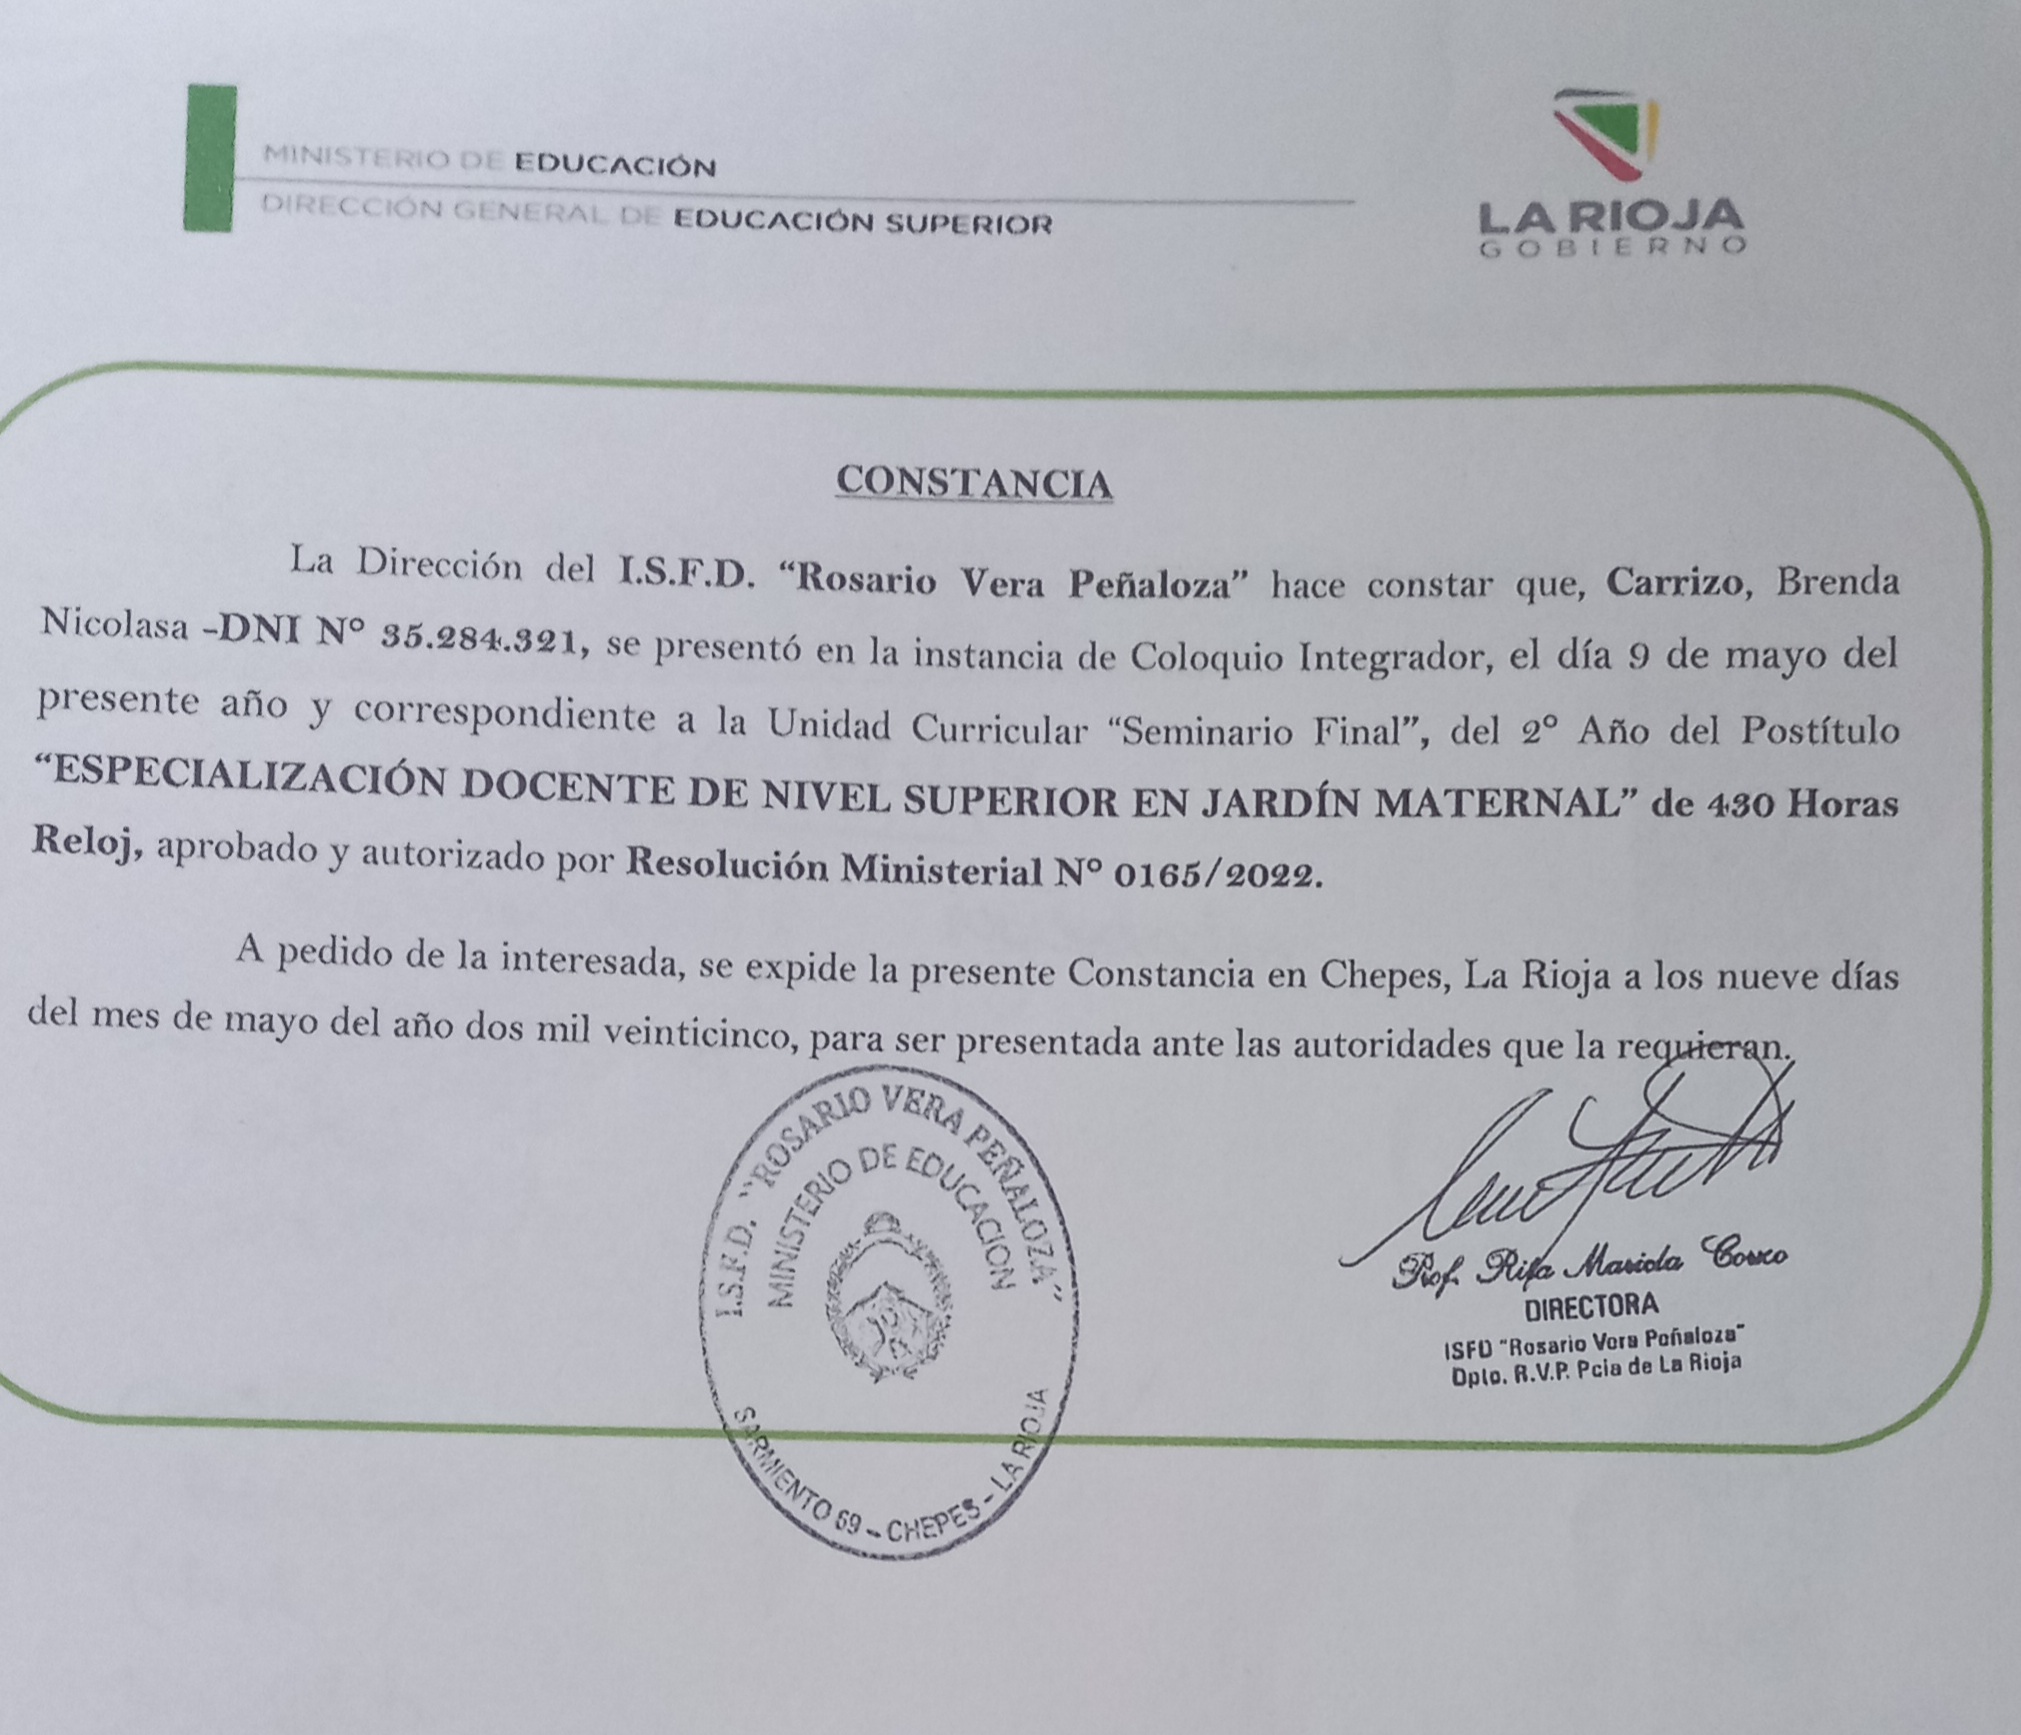 MINISTERIO DE EDUCACIÓN
DIRECCIÓN GENERAL DE EDUCACIÓN SUPERIOR
LA RIOJA
GOBIERNO
CONSTANCIA
La Dirección del I.S.F.D. “Rosario Vera Peñaloza” hace constar que, Carrizo, Brenda
Nicolasa -DNI Nº 35.284.321, se presentó en la instancia de Coloquio Integrador, el día 9 de mayo del
presente año y correspondiente a la Unidad Curricular “Seminario Final”, del 2º Año del Postítulo
“ESPECIALIZACIÓN DOCENTE DE NIVEL SUPERIOR EN JARDÍN MATERNAL” de 430 Horas
Reloj, aprobado y autorizado por Resolución Ministerial Nº 0165/2022.
A pedido de la interesada, se expide la presente Constancia en Chepes, La Rioja a los nueve días
del mes de mayo del año dos mil veinticinco, para ser presentada ante las autoridades que la requieran.
I.S.F.D. "ROSARIO VERA PEÑALOZA"
MINISTERIO DE EDUCACION
SARMIENTO 69 - CHEPES - LA RIOJA
Prof. Rita Mariela
DIRECTORA
ISFD "Rosario Vera Peñaloza"
Dpto. R.V.P. Pcia de La Rioja